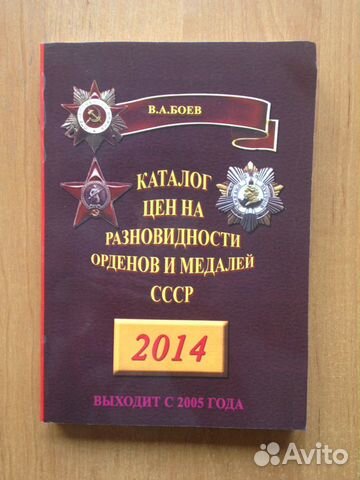 В.А.БОЕВ
КАТАЛОГ
ЦЕН НА
РАЗНОВИДНОСТИ
ОРДЕНОВ И МЕДАЛЕЙ
СССР
2014
ВЫХОДИТ С 2005 ГОДА
Avito